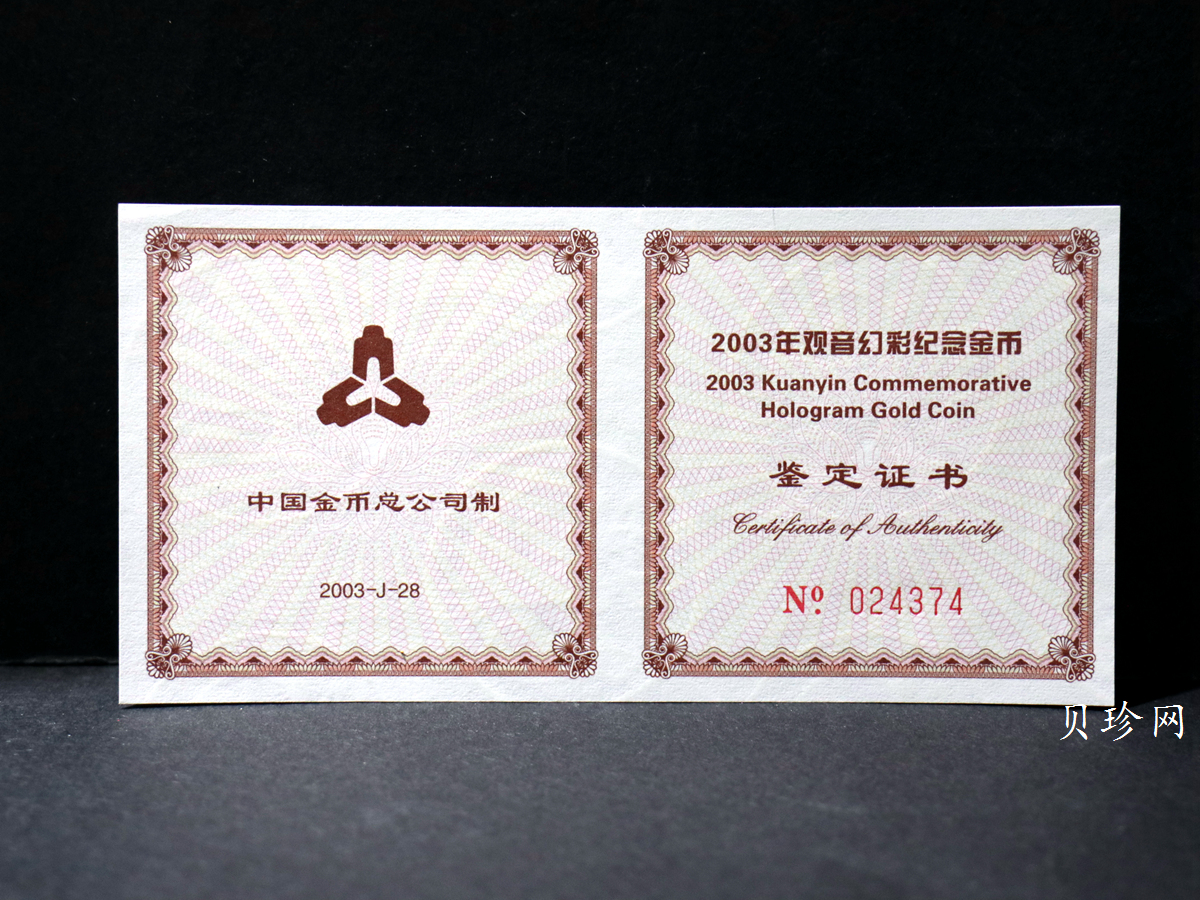 中国金币总公司制
2003-J-28
2003年观音幻彩纪念金币
2003 Kuanyin Commemorative
Hologram Gold Coin
鉴定证书
Certificate of Authenticity
Nº 024374
贝珍网